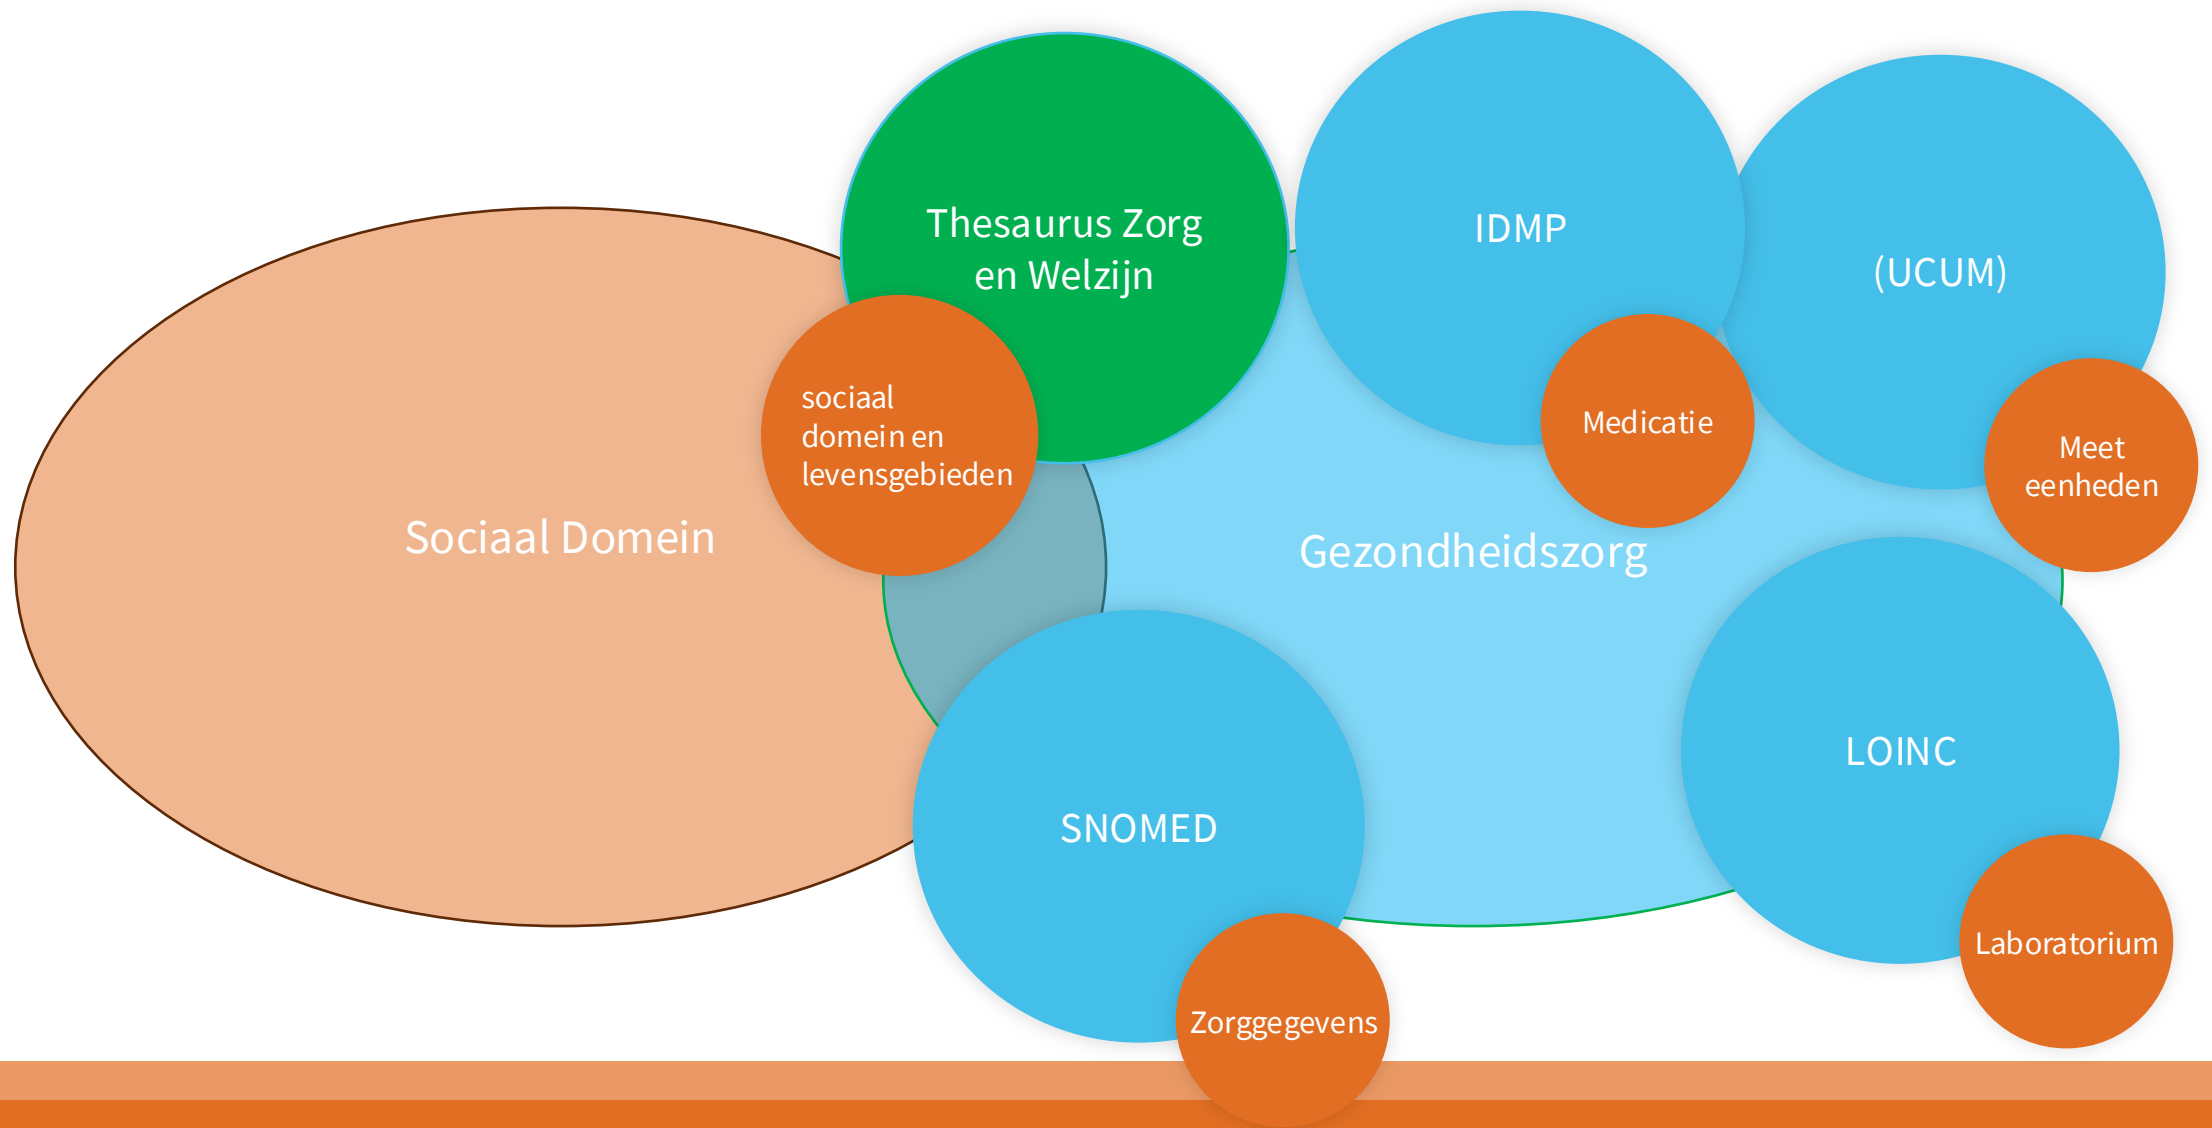 Thesaurus Zorg
en Welzijn
IDMP
(UCUM)
sociaal
domein en
levensgebieden
Medicatie
Meet
eenheden
Sociaal Domein
Gezondheidszorg
SNOMED
LOINC
Laboratorium
Zorggegevens